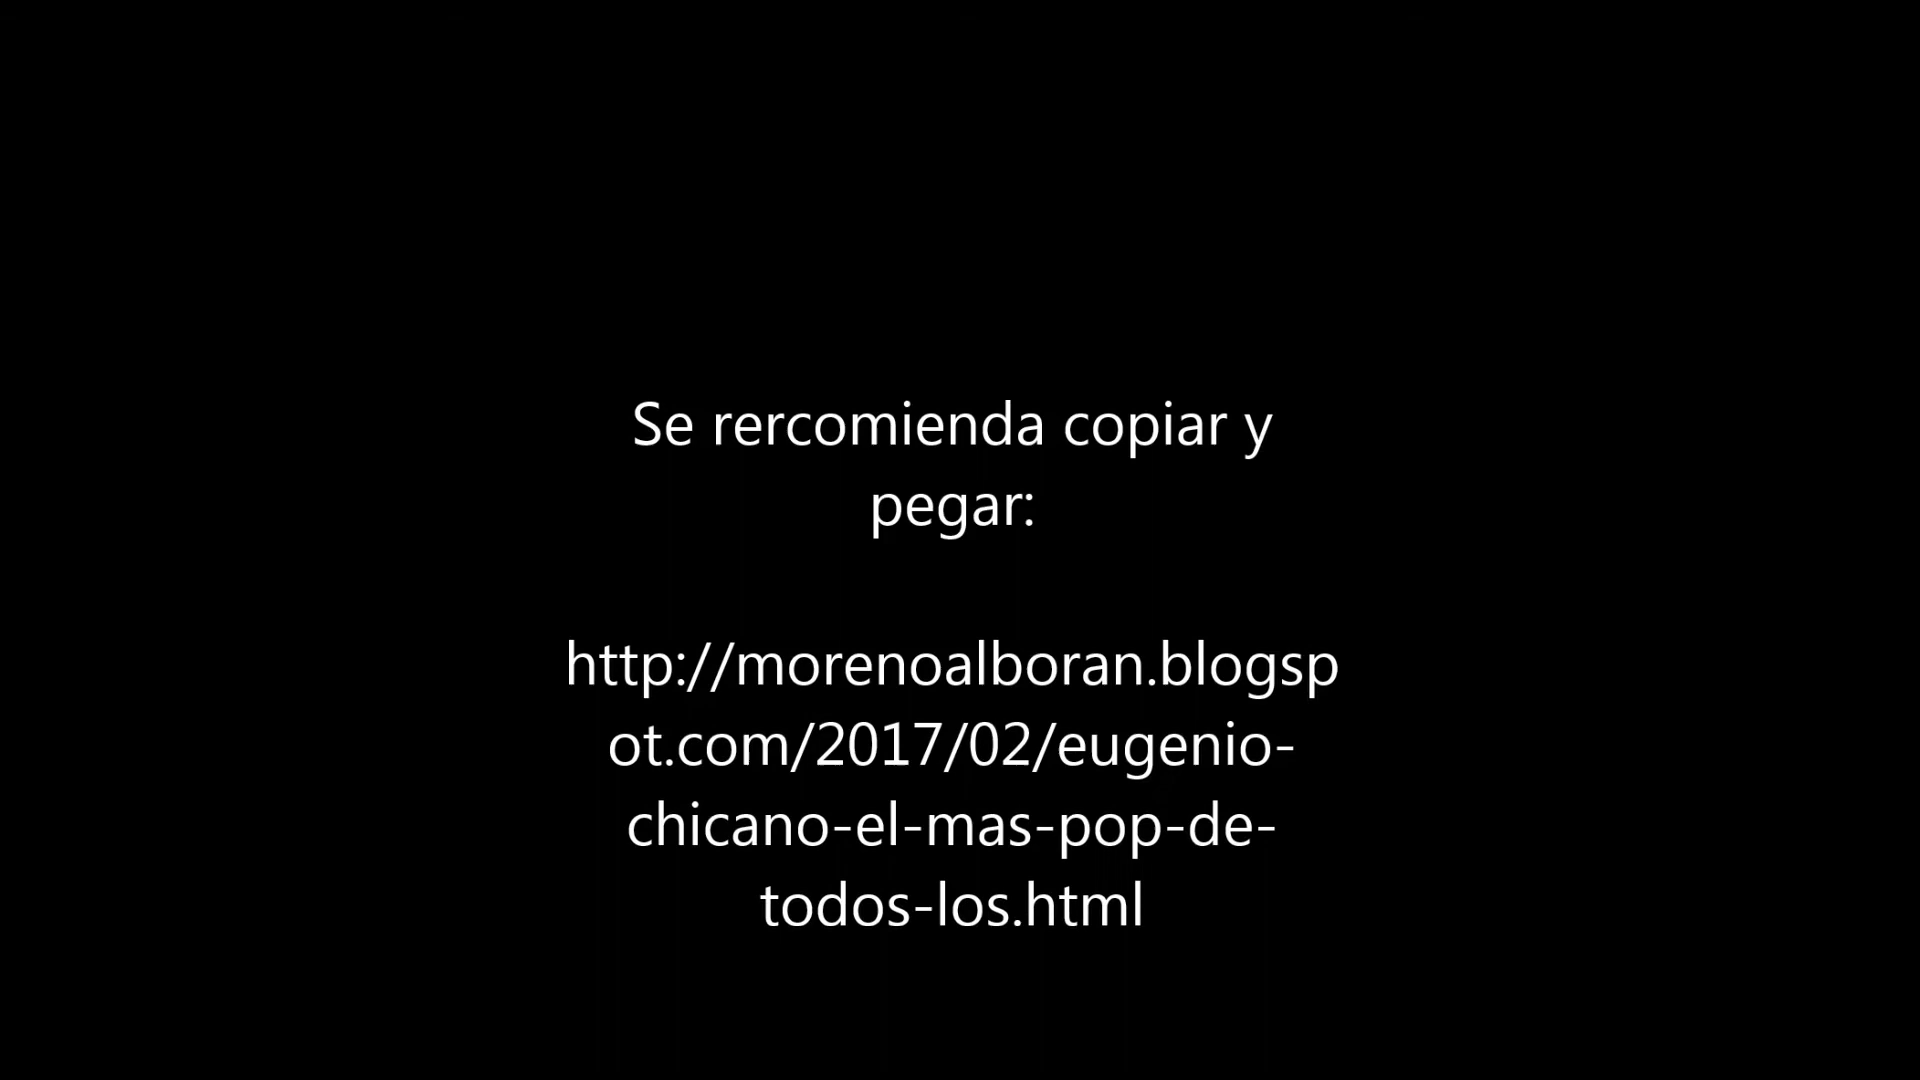 Se rercomienda copiar y
pegar:
http://morenoalboran.blogsp
ot.com/2017/02/eugenio-
chicano-el-mas-pop-de-
todos-los.html